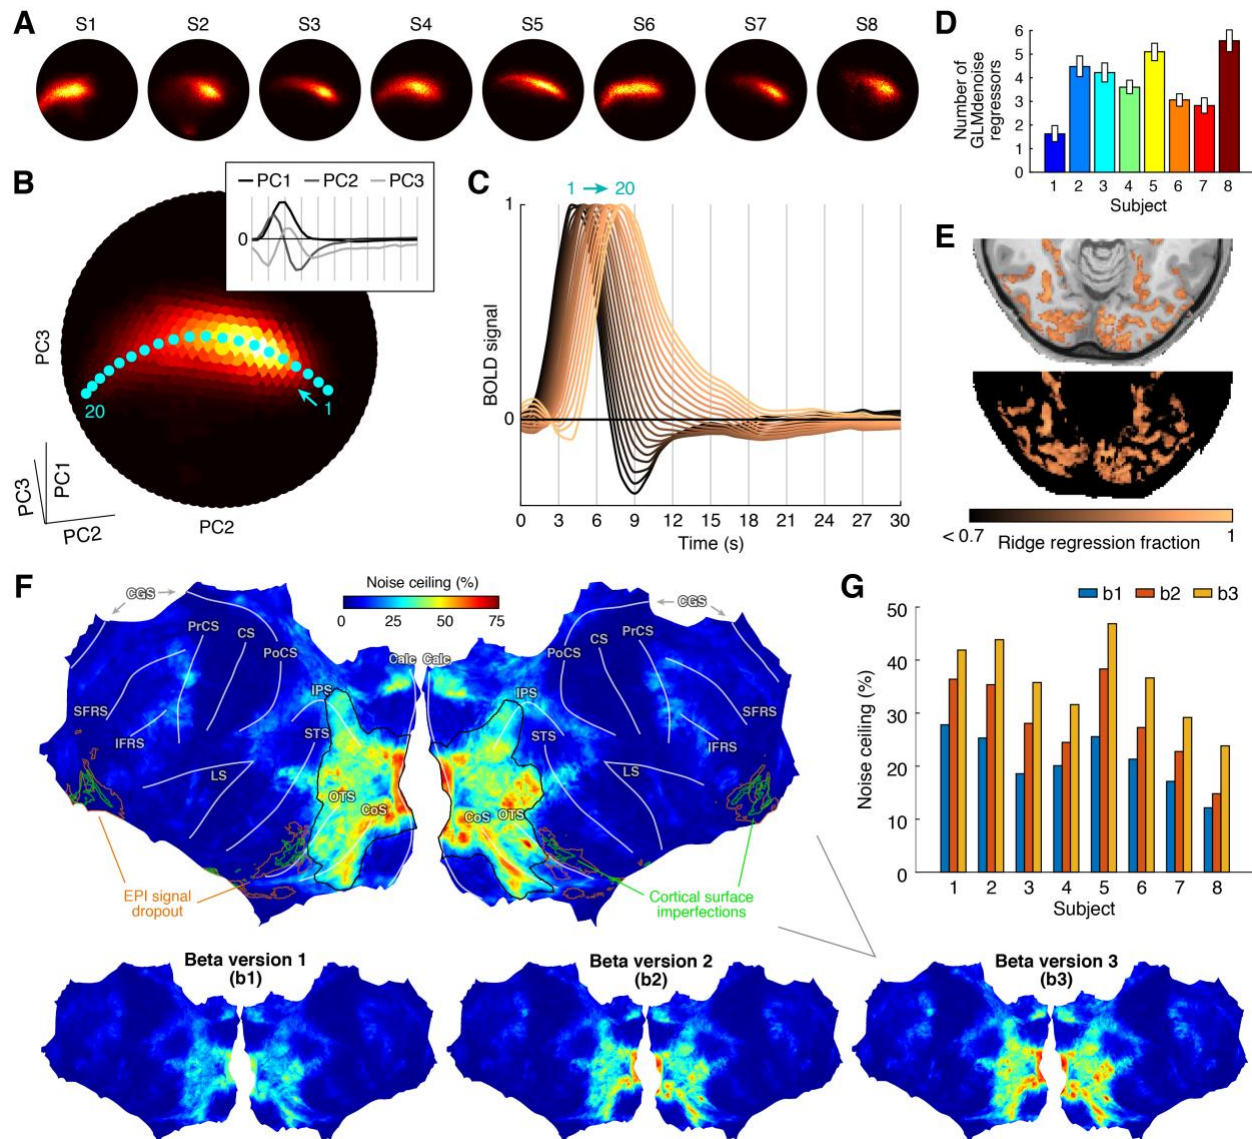 A
S1 S2 S3 S4 S5 S6 S7 S8
B
PC1 PC2 PC3
0
PC3
20
1
PC3
PC1
PC2
PC2
C
1 → 20
BOLD signal
1
0
0 3 6 9 12 15 18 21 24 27 30
Time (s)
D
Number of
GLMdenoise
regressors
6
5
4
3
2
1
0
1 2 3 4 5 6 7 8
Subject
E
< 0.7 Ridge regression fraction 1
F
Noise ceiling (%)
0 25 50 75
CGS
PrCS
CS
PoCS
SFRS
IFRS
LS
IPS
STS
OTS
CoS
Calc Calc
CGS
PrCS
CS
PoCS
IPS
STS
LS
SFRS
IFRS
CoS
OTS
EPI signal
dropout
Cortical surface
imperfections
G
b1 b2 b3
Noise ceiling (%)
50
40
30
20
10
0
1 2 3 4 5 6 7 8
Subject
Beta version 1
(b1)
Beta version 2
(b2)
Beta version 3
(b3)